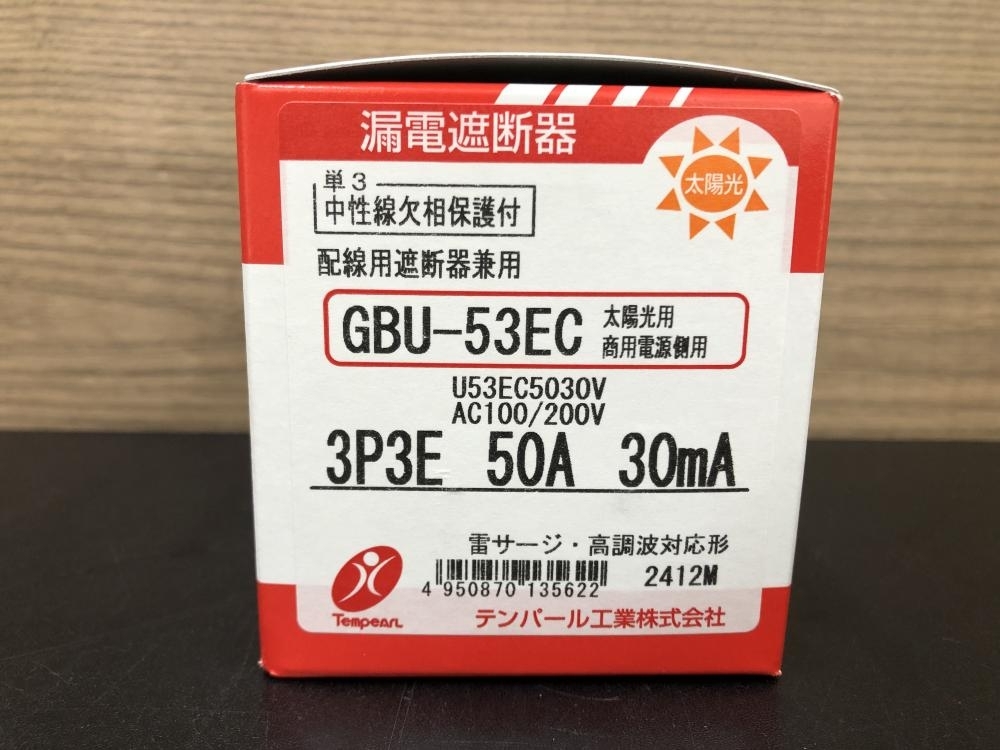 漏電遮断器
太陽光
単3
中性線欠相保護付
配線用遮断器兼用
GBU-53EC
太陽光用
商用電源側用
U53EC5030V
AC100/200V
3P3E 50A 30mA
雷サージ・高調波対応形
4 950870 135622
2412M
TEMPEARL
テンパール工業株式会社